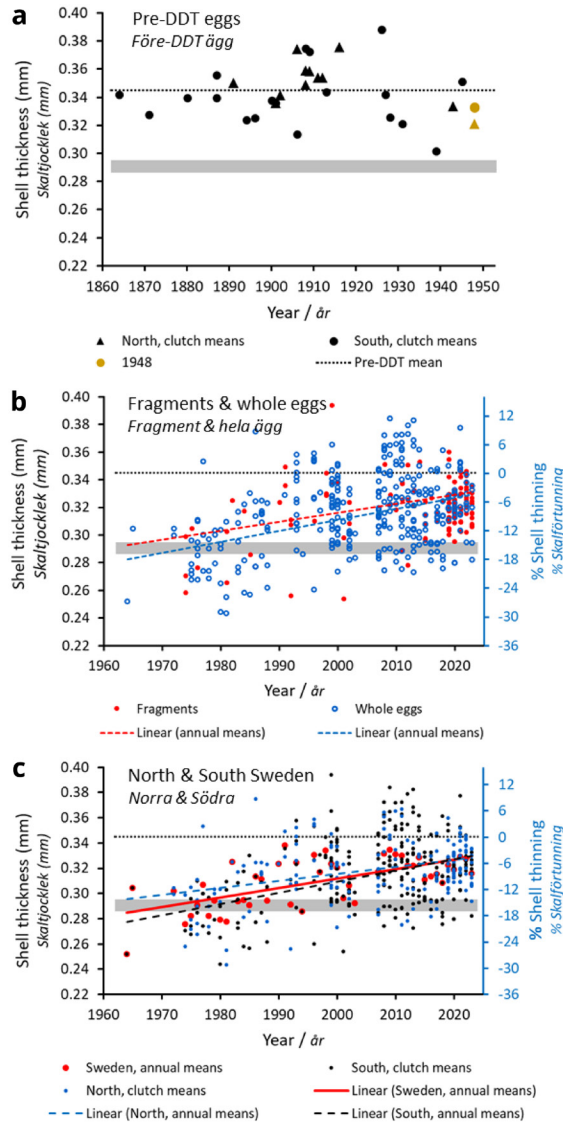 a
Pre-DDT eggs
Före-DDT ägg
Shell thickness (mm)
Skaltjocklek (mm)
0.40
0.38
0.36
0.34
0.32
0.30
0.28
0.26
0.24
0.22
1860 1870 1880 1890 1900 1910 1920 1930 1940 1950
Year / år
North, clutch means
South, clutch means
1948
Pre-DDT mean
b
Fragments & whole eggs
Fragment & hela ägg
Shell thickness (mm)
Skaltjocklek (mm)
0.40
0.38
0.36
0.34
0.32
0.30
0.28
0.26
0.24
0.22
12
6
0
-6
-12
-18
-24
-30
-36
% Shell thinning
% Skalförtunning
1960 1970 1980 1990 2000 2010 2020
Year / år
Fragments
Whole eggs
Linear (annual means)
Linear (annual means)
c
North & South Sweden
Norra & Södra
Shell thickness (mm)
Skaltjocklek (mm)
0.40
0.38
0.36
0.34
0.32
0.30
0.28
0.26
0.24
0.22
12
6
0
-6
-12
-18
-24
-30
-36
% Shell thinning
% Skalförtunning
1960 1970 1980 1990 2000 2010 2020
Year / år
Sweden, annual means
South, clutch means
North, clutch means
Linear (Sweden, annual means)
Linear (North, annual means)
Linear (South, annual means)